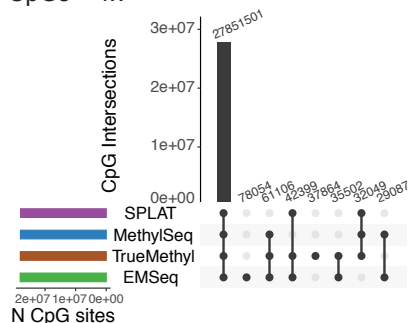 3e+07
2e+07
1e+07
0e+00
CpG Intersections
27851501
78054
61106
42399
37864
35502
32049
29087
SPLAT
MethylSeq
TrueMethyl
EMSeq
2e+07 1e+07 0e+00
N CpG sites